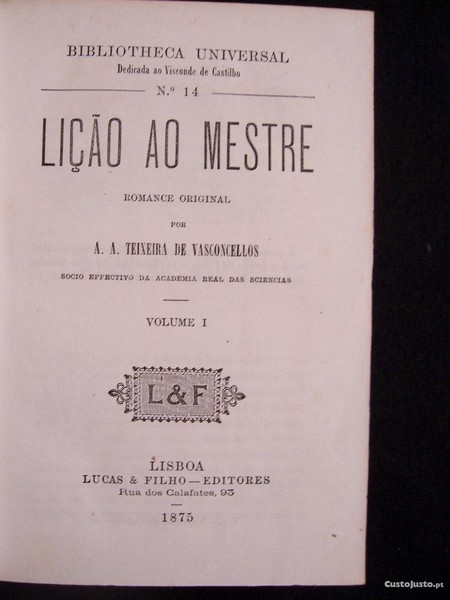 BIBLIOTHECA UNIVERSAL
Dedicada ao Visconde de Castilho
N.º 14
LIÇÃO AO MESTRE
ROMANCE ORIGINAL
POR
A. A. TEIXEIRA DE VASCONCELLOS
SOCIO EFFECTIVO DA ACADEMIA REAL DAS SCIENCIAS
VOLUME I
L & F
LISBOA
LUCAS & FILHO—EDITORES
Rua dos Calafates, 93
1875
CustoJusto.pt